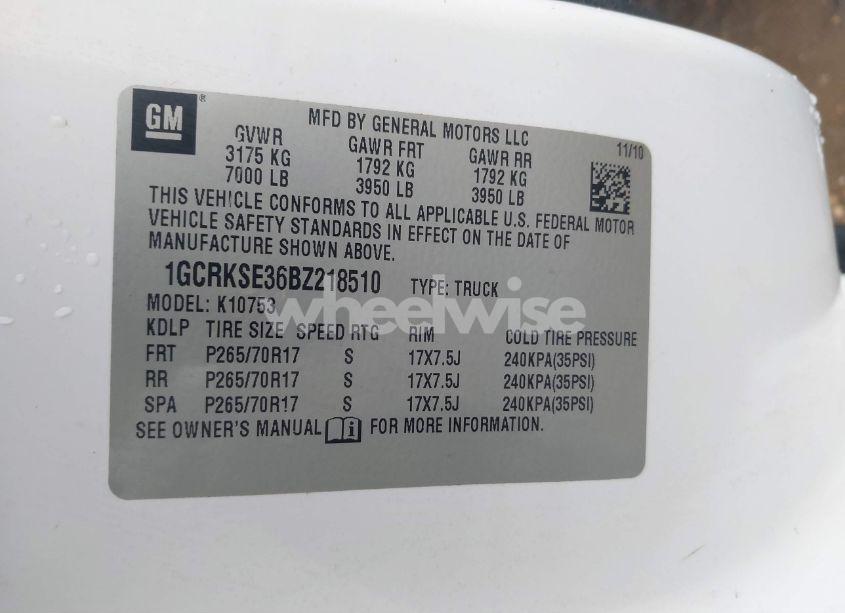 GM®
MFD BY GENERAL MOTORS LLC
11/10
GVWR GAWR FRT GAWR RR
3175 KG 1792 KG 1792 KG
7000 LB 3950 LB 3950 LB
THIS VEHICLE CONFORMS TO ALL APPLICABLE U.S. FEDERAL MOTOR
VEHICLE SAFETY STANDARDS IN EFFECT ON THE DATE OF
MANUFACTURE SHOWN ABOVE.
1GCRKSE36BZ218510 TYPE: TRUCK
MODEL: K10753
wheelwise
KDLP TIRE SIZE SPEED RTG RIM COLD TIRE PRESSURE
FRT P265/70R17 S 17X7.5J 240KPA(35PSI)
RR P265/70R17 S 17X7.5J 240KPA(35PSI)
SPA P265/70R17 S 17X7.5J 240KPA(35PSI)
SEE OWNER'S MANUAL FOR MORE INFORMATION.